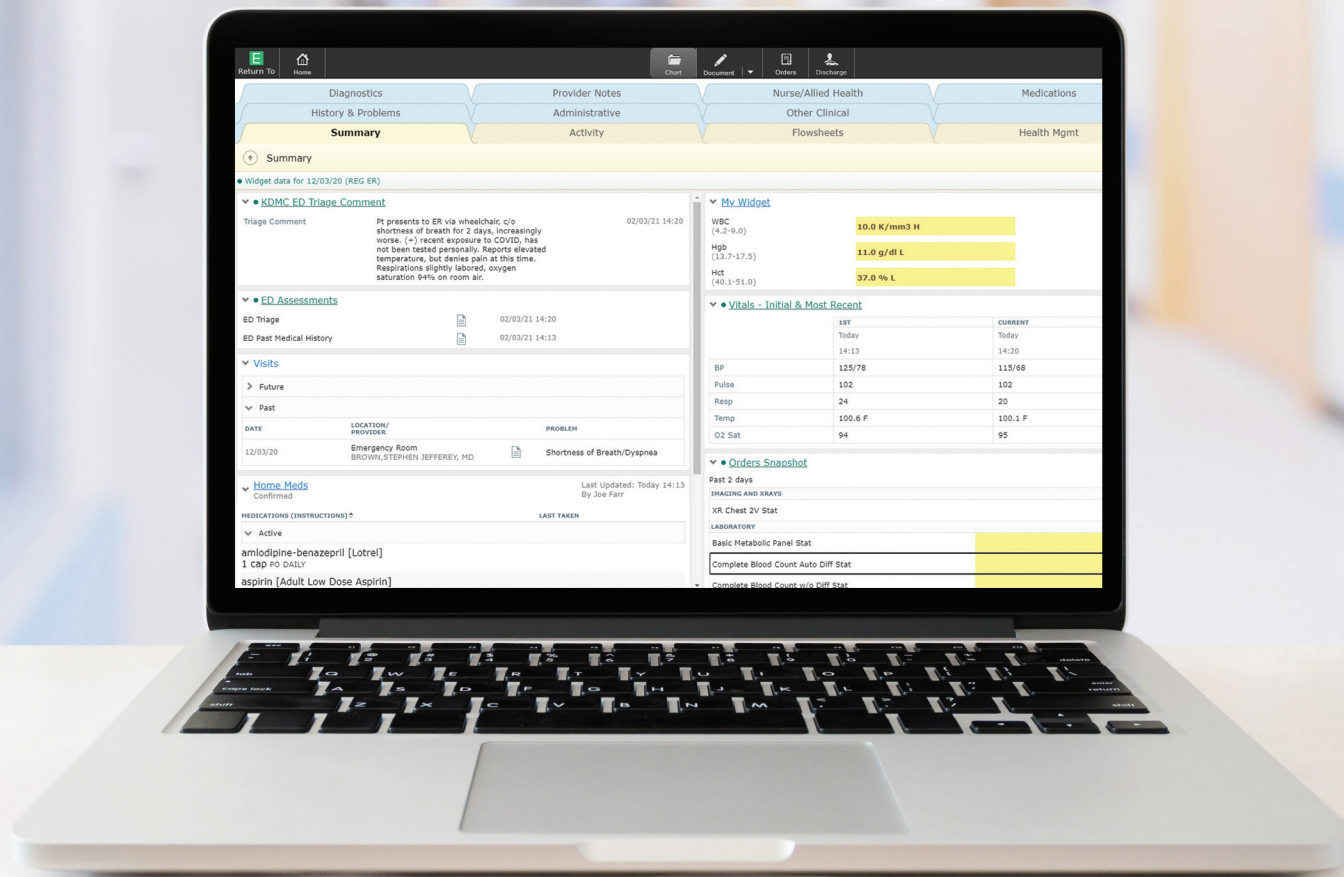 E
Return To
Home
Chart
Document
Orders
Discharge
Diagnostics
Provider Notes
Nurse/Allied Health
Medications
History & Problems
Administrative
Other Clinical
Summary
Activity
Flowsheets
Health Mgmt
Summary
Widget data for 12/03/20 (REG ER)
KDMC ED Triage Comment
Triage Comment
Pt presents to ER via wheelchair, c/o
shortness of breath for 2 days, increasingly
worse. (+) recent exposure to COVID, has
not been tested personally. Reports elevated
temperature, but denies pain at this time.
Respirations slightly labored, oxygen
saturation 94% on room air.
02/03/21 14:20
ED Assessments
ED Triage 02/03/21 14:20
ED Past Medical History 02/03/21 14:13
Visits
Future
Past
DATE LOCATION/ PROBLEM
PROVIDER
12/03/20 Emergency Room Shortness of Breath/Dyspnea
BROWN,STEPHEN JEFFEREY, MD
Home Meds Last Updated: Today 14:13
Confirmed By Joe Farr
MEDICATIONS (INSTRUCTIONS) LAST TAKEN
Active
amlodipine-benazepril [Lotrel]
1 cap PO DAILY
aspirin [Adult Low Dose Aspirin]
My Widget
WBC 10.0 K/mm3 H
(4.2-9.0)
Hgb 11.0 g/dl L
(13.7-17.5)
Hct 37.0 % L
(40.1-51.0)
Vitals - Initial & Most Recent
1ST CURRENT
Today Today
14:13 14:20
BP 125/78 115/68
Pulse 102 102
Resp 24 20
Temp 100.6 F 100.1 F
O2 Sat 94 95
Orders Snapshot
Past 2 days
IMAGING AND XRAYS
XR Chest 2V Stat
LABORATORY
Basic Metabolic Panel Stat
Complete Blood Count Auto Diff Stat
Complete Blood Count w/o Diff Stat
esc
delete
tab Q W E R T Y U I O P
caps lock A S D F G H J K L
enter
return
shift Z X C V B N M shift